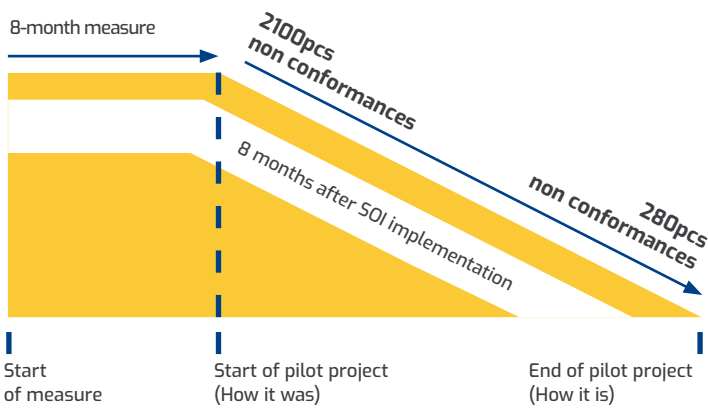 8-month measure
2100pcs
non conformances
8 months after SOI implementation
280pcs
non conformances
Start
of measure
Start of pilot project
(How it was)
End of pilot project
(How it is)